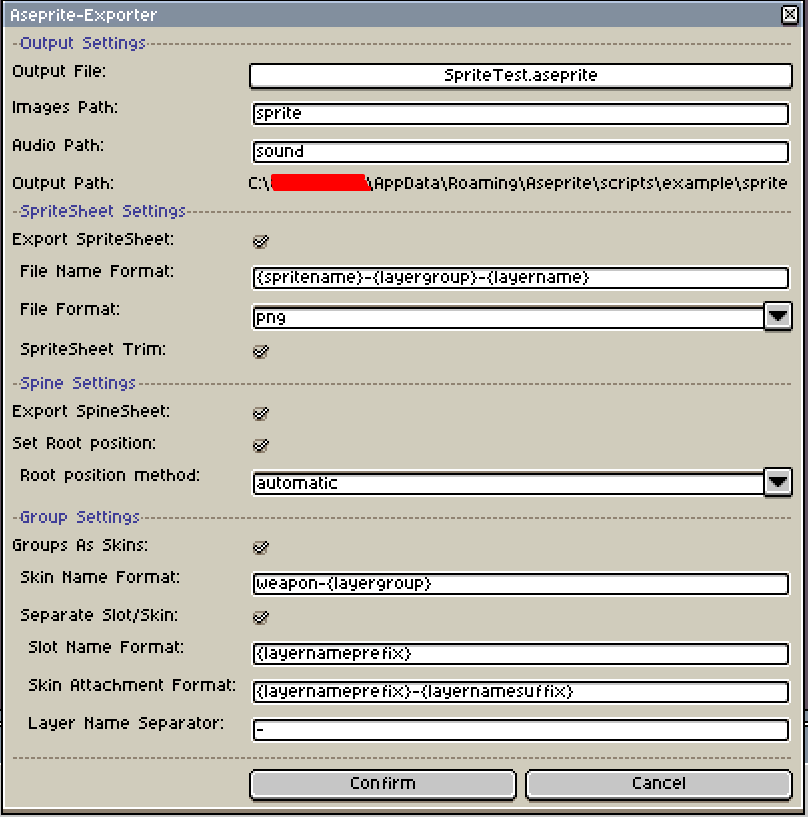 Aseprite-Exporter
Output Settings
Output File: SpriteTest.aseprite
Images Path: sprite
Audio Path: sound
Output Path: C:\ \AppData\Roaming\Aseprite\scripts\example\sprite
SpriteSheet Settings
Export SpriteSheet:
File Name Format: {spritename}-{layergroup}-{layername}
File Format: png
SpriteSheet Trim:
Spine Settings
Export SpineSheet:
Set Root position:
Root position method: automatic
Group Settings
Groups As Skins:
Skin Name Format: weapon-{layergroup}
Separate Slot/Skin:
Slot Name Format: {layernameprefix}
Skin Attachment Format: {layernameprefix}-{layernamesuffix}
Layer Name Separator: -
Confirm Cancel